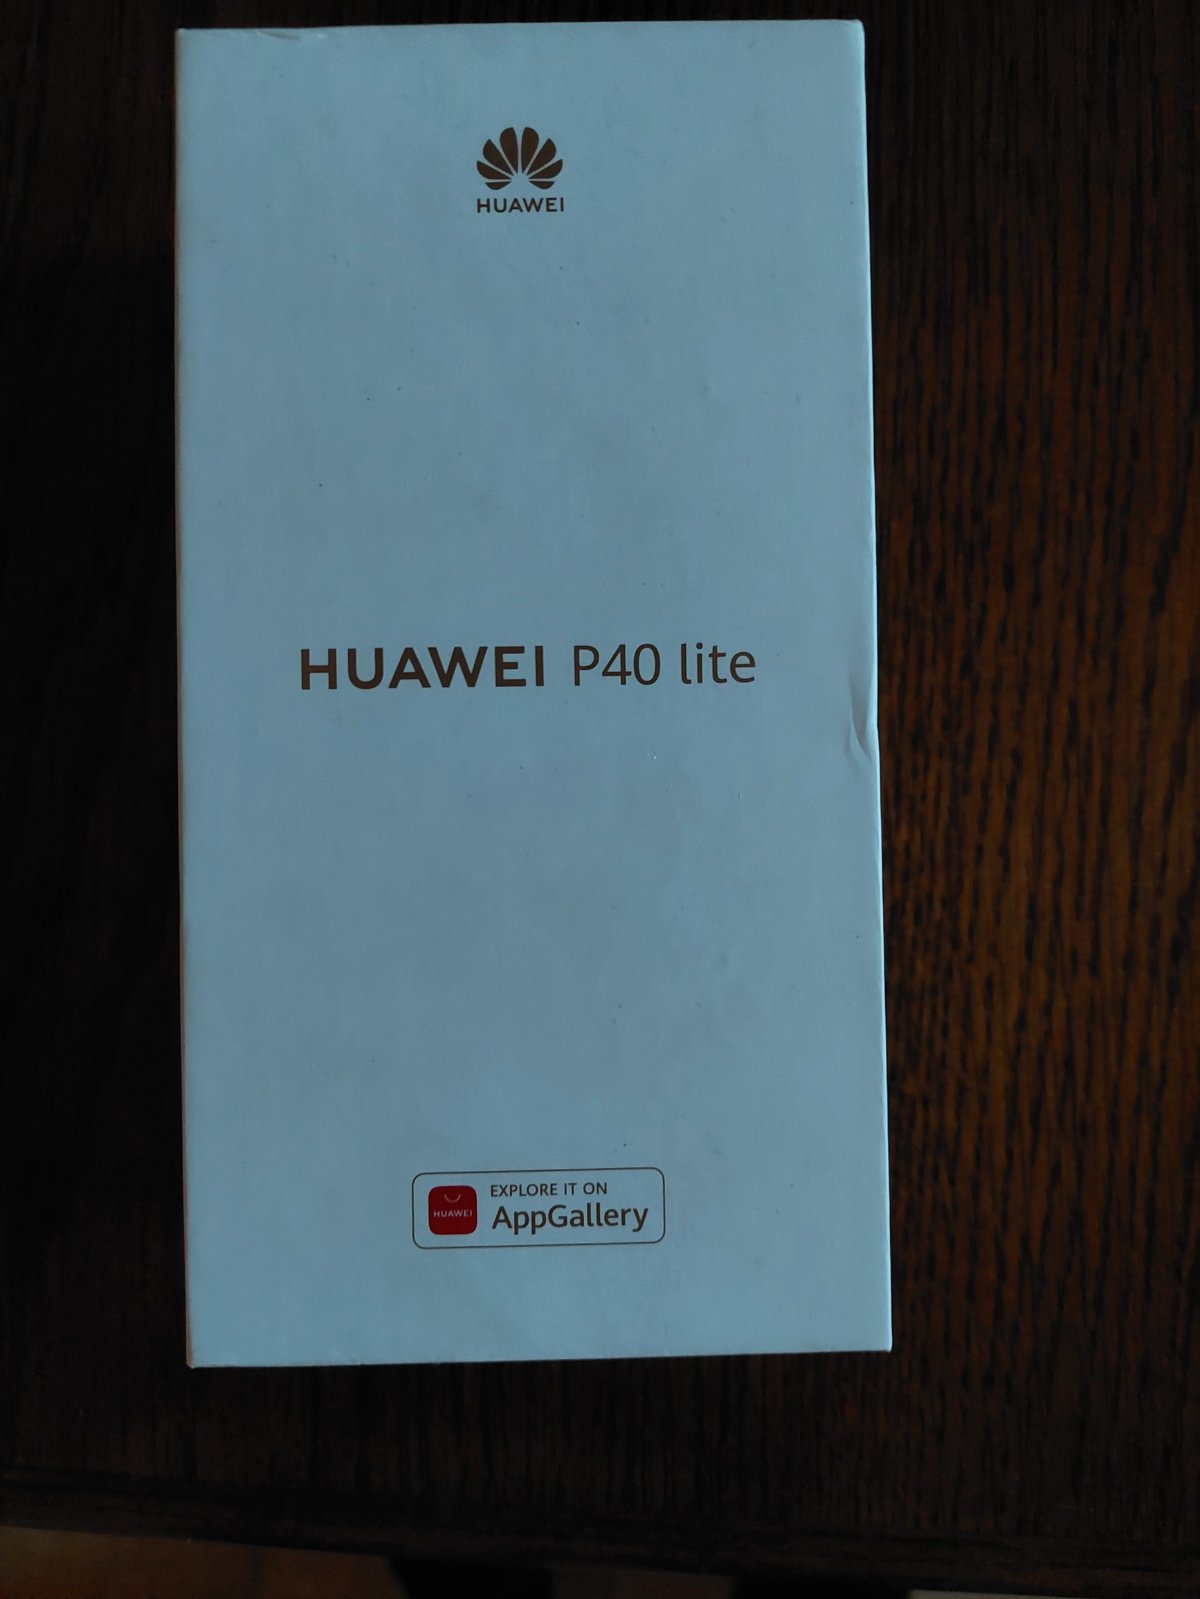 HUAWEI
HUAWEI P40 lite
EXPLORE IT ON
HUAWEI AppGallery